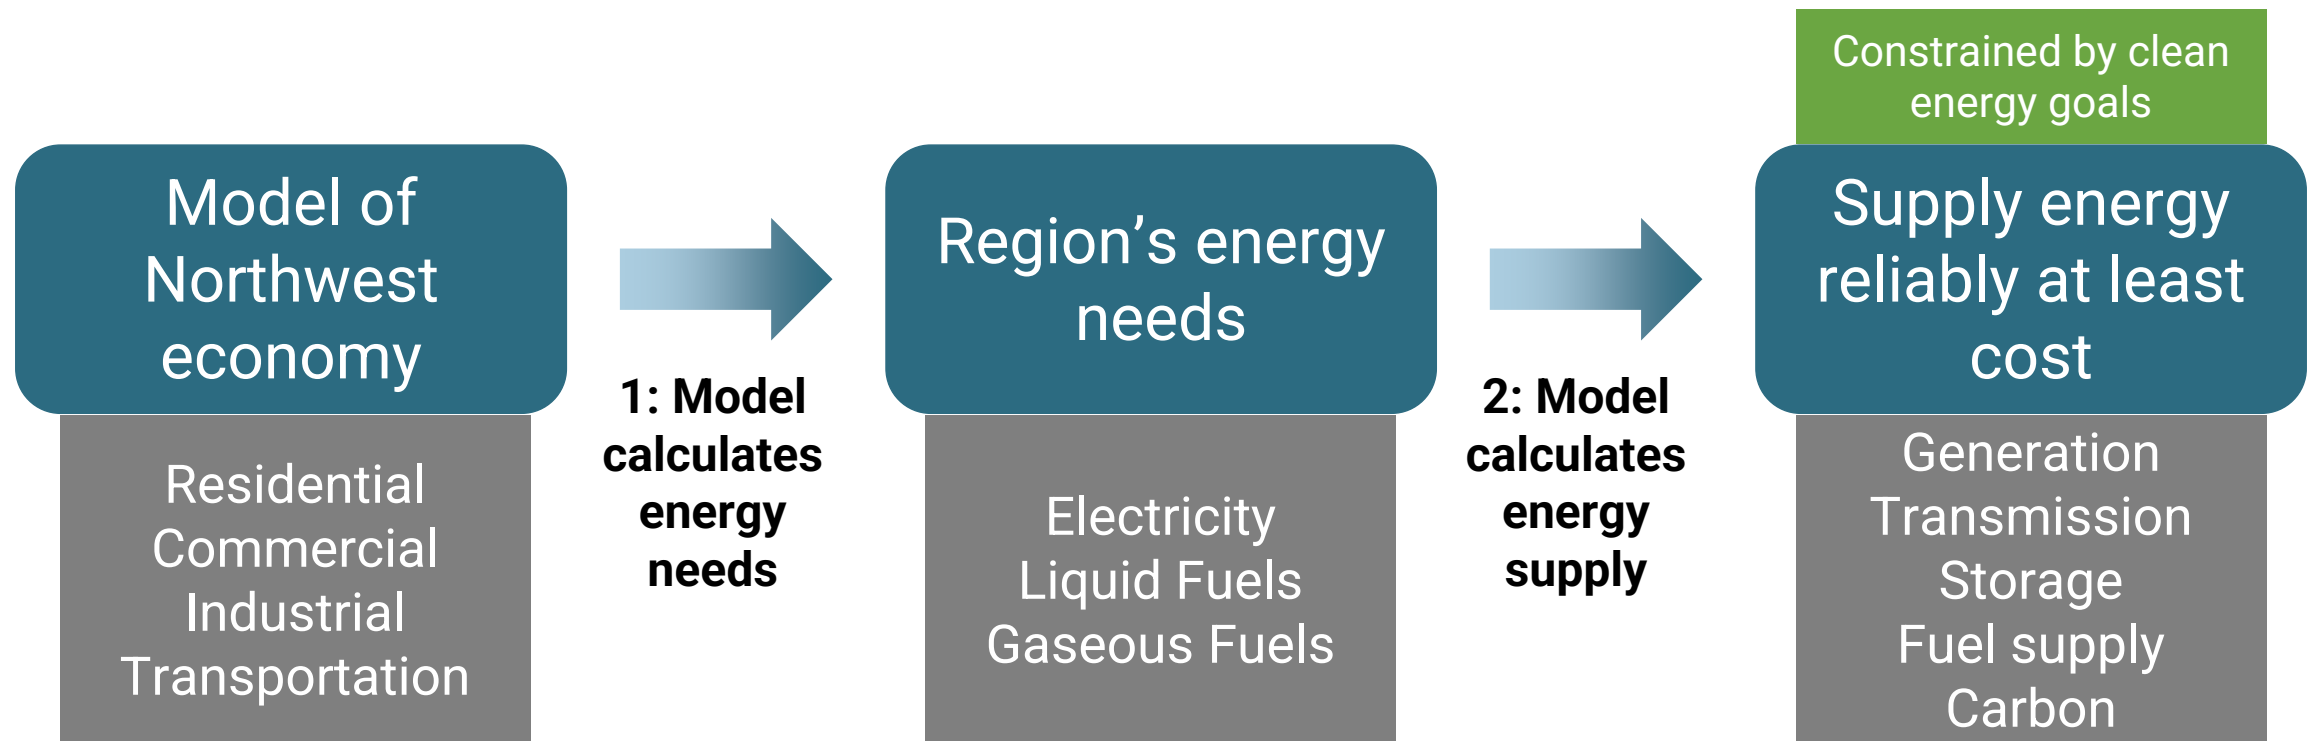 Model of
Northwest
economy
Residential
Commercial
Industrial
Transportation
1: Model
calculates
energy
needs
Region’s energy
needs
Electricity
Liquid Fuels
Gaseous Fuels
2: Model
calculates
energy
supply
Constrained by clean
energy goals
Supply energy
reliably at least
cost
Generation
Transmission
Storage
Fuel supply
Carbon